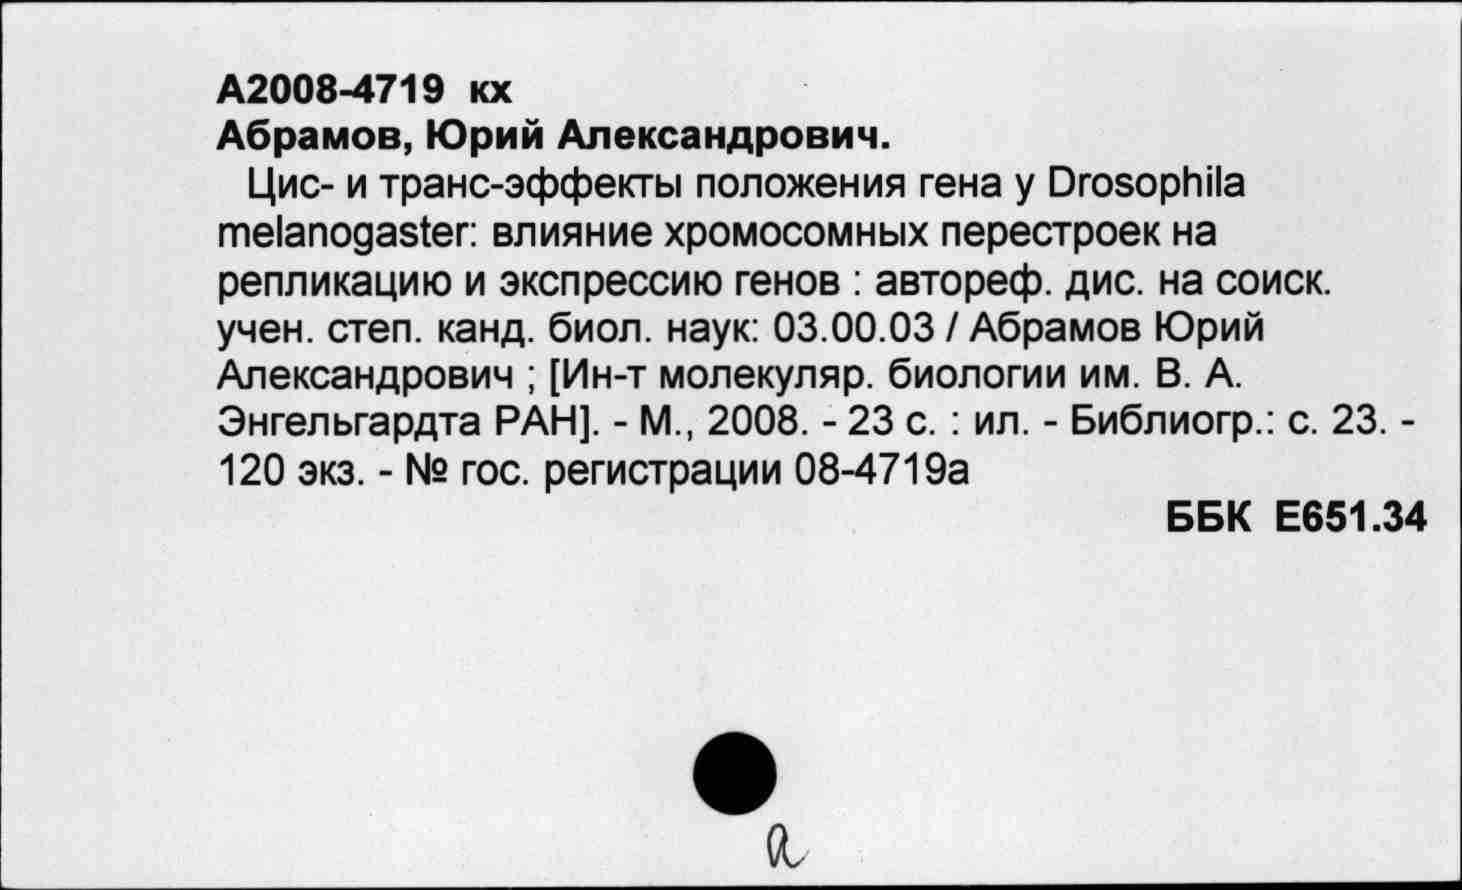 А2008-4719 кх
Абрамов, Юрий Александрович.
Цис- и транс-эффекты положения гена у Drosophila
melanogaster: влияние хромосомных перестроек на
репликацию и экспрессию генов : автореф. дис. на соиск.
учен. степ. канд. биол. наук: 03.00.03 / Абрамов Юрий
Александрович ; [Ин-т молекуляр. биологии им. В. А.
Энгельгардта РАН]. - М., 2008. - 23 с. : ил. - Библиогр.: с. 23. -
120 экз. - № гос. регистрации 08-4719а
ББК Е651.34
а